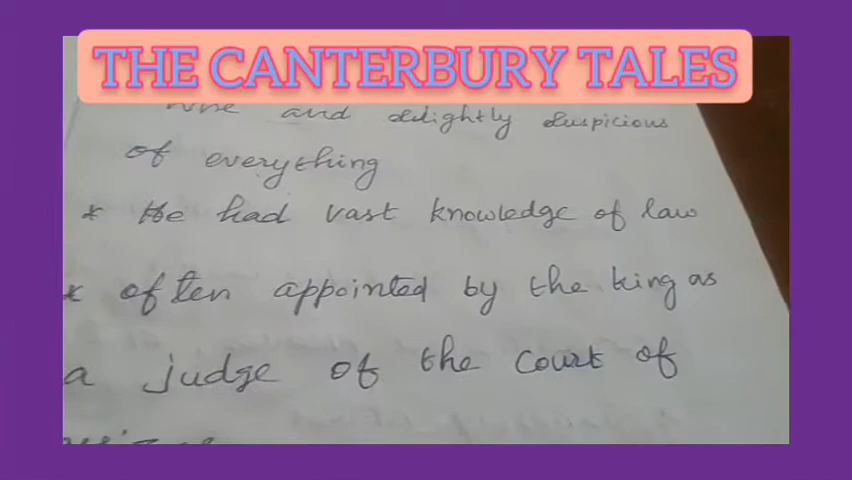 THE CANTERBURY TALES
and slightly suspicious
of everything
* He had vast knowledge of law
* often appointed by the king as
a judge of the court of